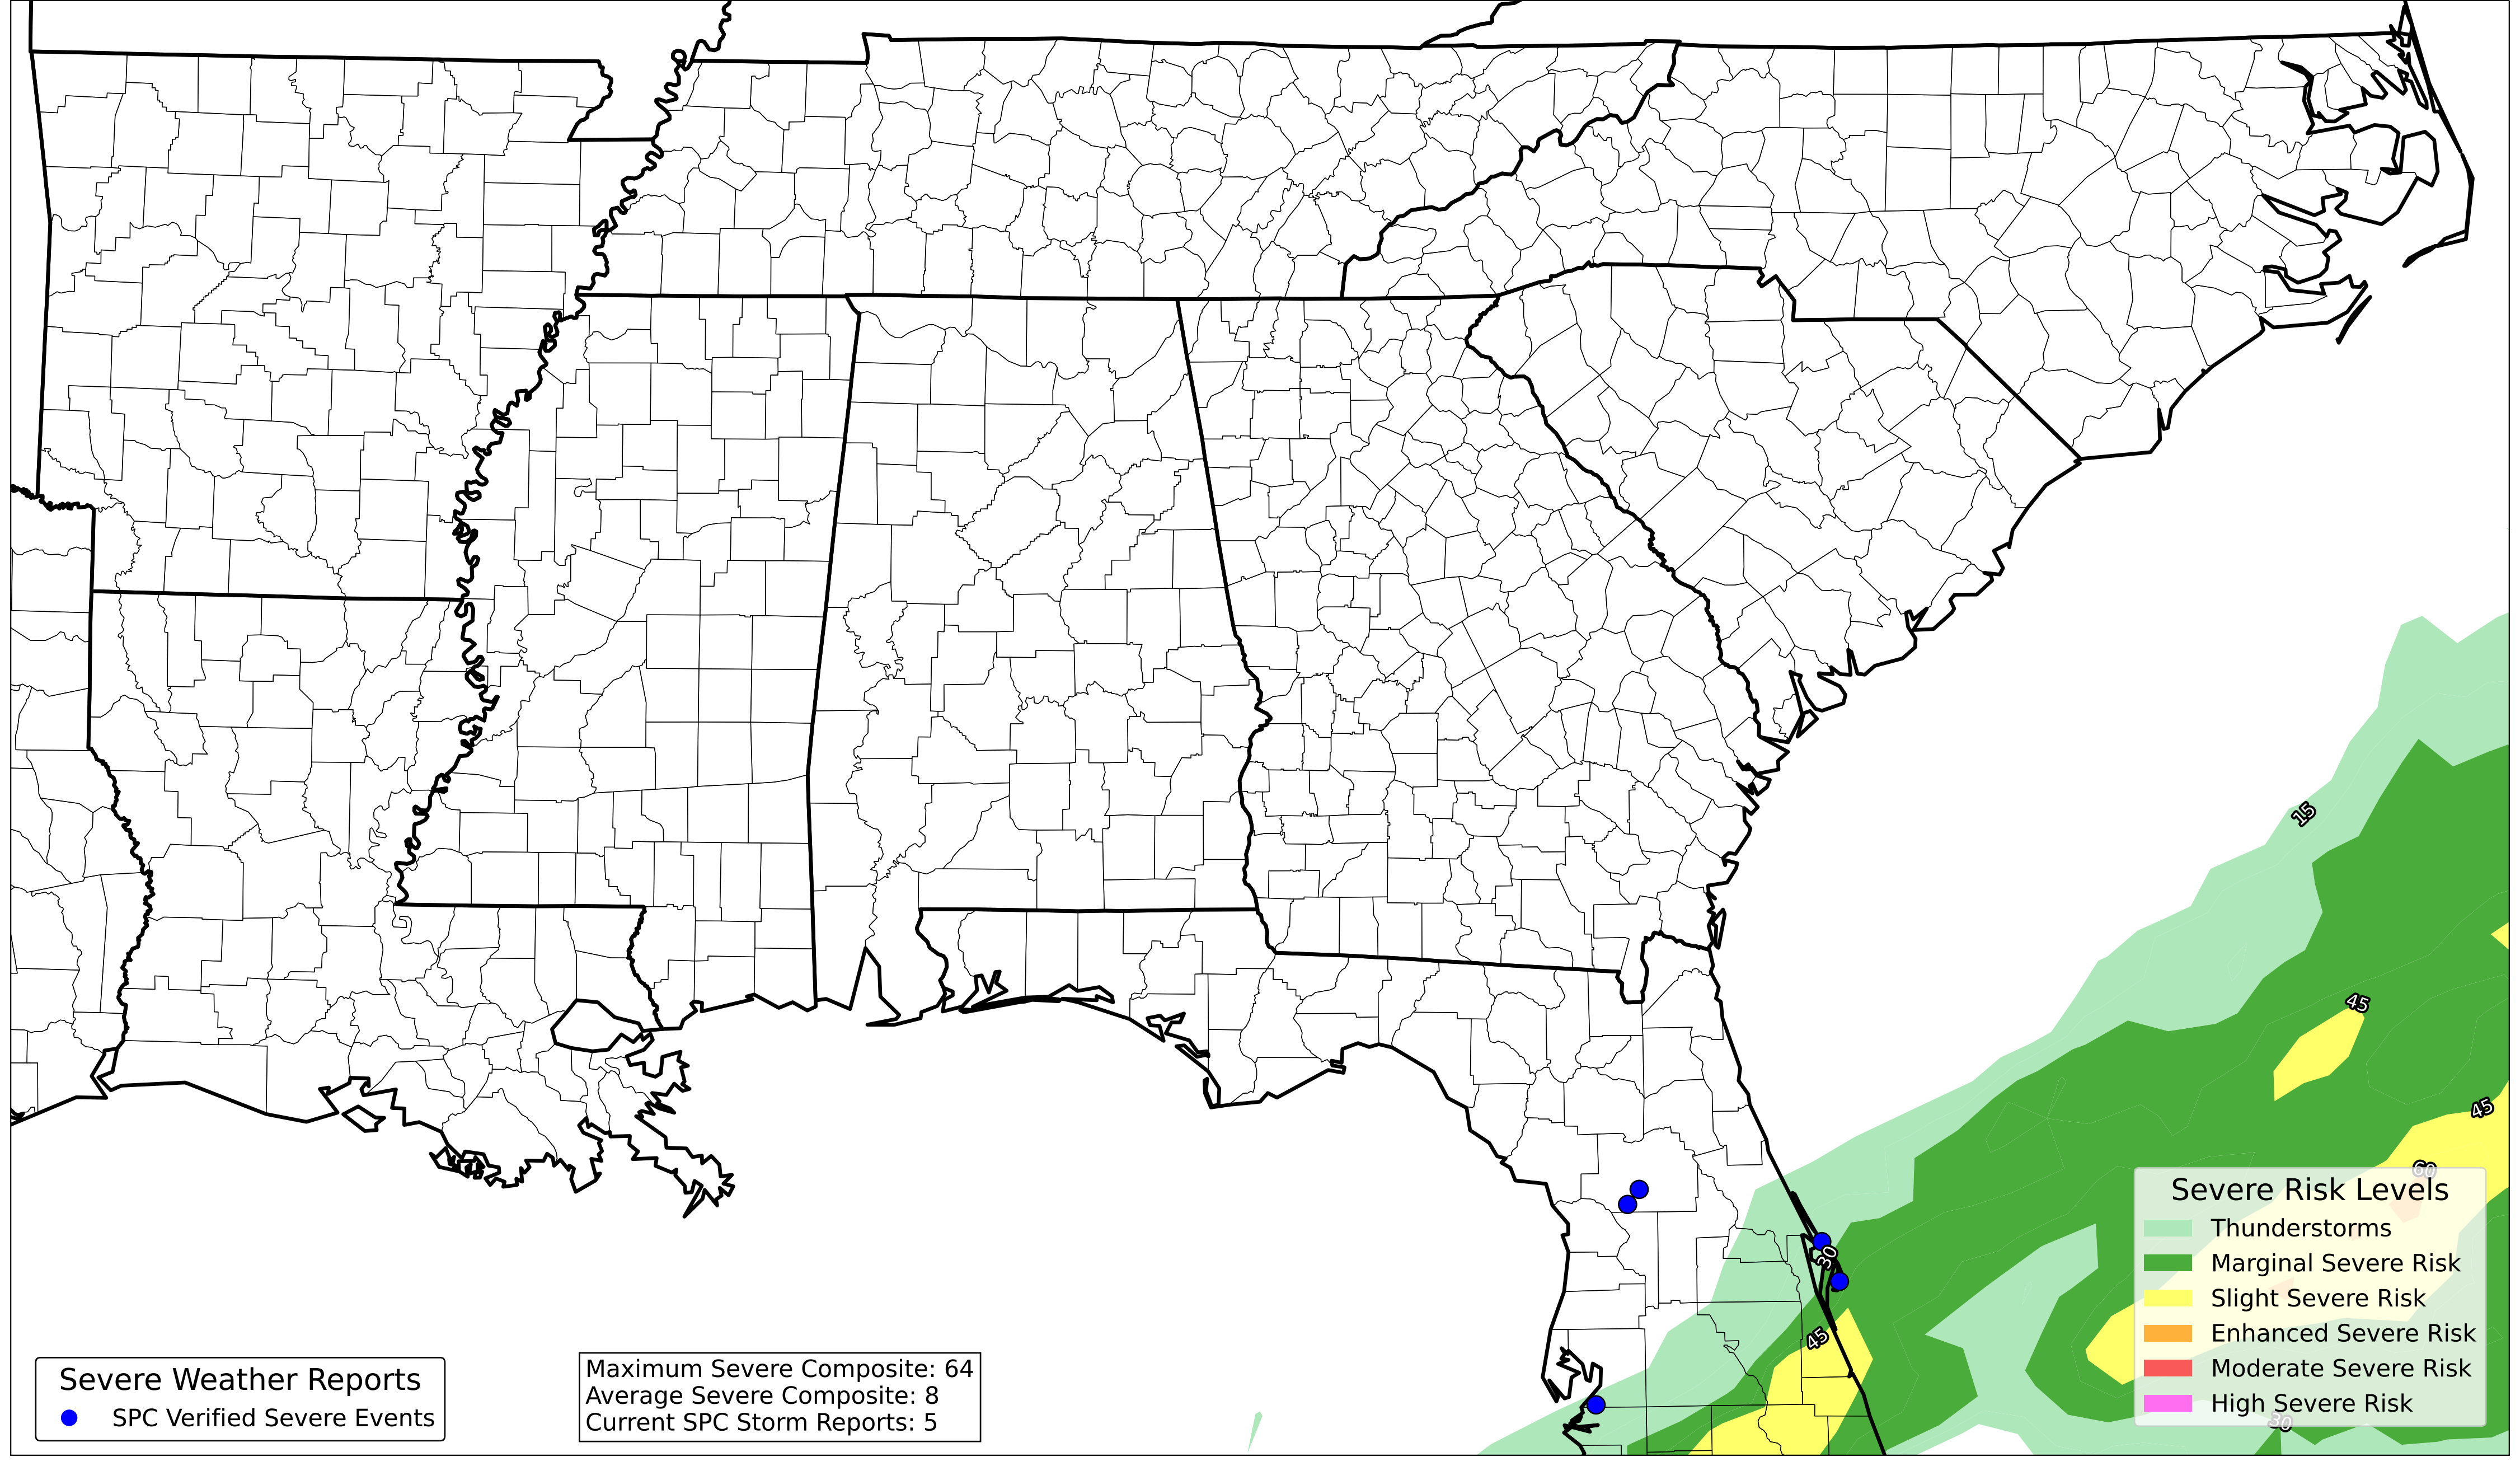 15
45
45
60
30
45
30
Severe Risk Levels
Thunderstorms
Marginal Severe Risk
Slight Severe Risk
Enhanced Severe Risk
Moderate Severe Risk
High Severe Risk
Severe Weather Reports
SPC Verified Severe Events
Maximum Severe Composite: 64
Average Severe Composite: 8
Current SPC Storm Reports: 5